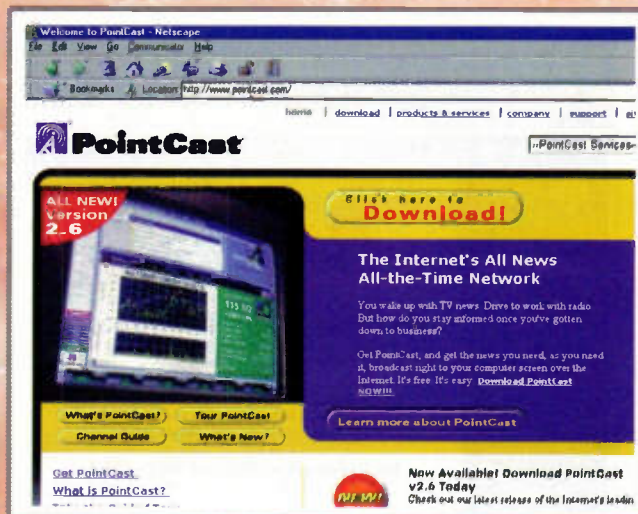 Welcome to PointCast - Netscape
File Edit View Go Communicator Help
Bookmarks Location: http://www.pointcast.com/
home | download | products & services | company | support |
PointCast
PointCast Services
ALL NEW!
Version
2.6
Click here to
Download!
The Internet's All News
All-the-Time Network
You wake up with TV news. Drive to work with radio.
But how do you stay informed once you've gotten
down to business?
Get PointCast, and get the news you need, as you need
it, broadcast right to your computer screen over the
Internet. It's free. It's easy. Download PointCast
NOW!!!!
What's PointCast?
Tour PointCast
Channel Guide
What's New?
Learn more about PointCast
Get PointCast
What is PointCast?
NEW!
Now Available! Download PointCast
v2.6 Today
Check out our latest release of the Internet's leadin